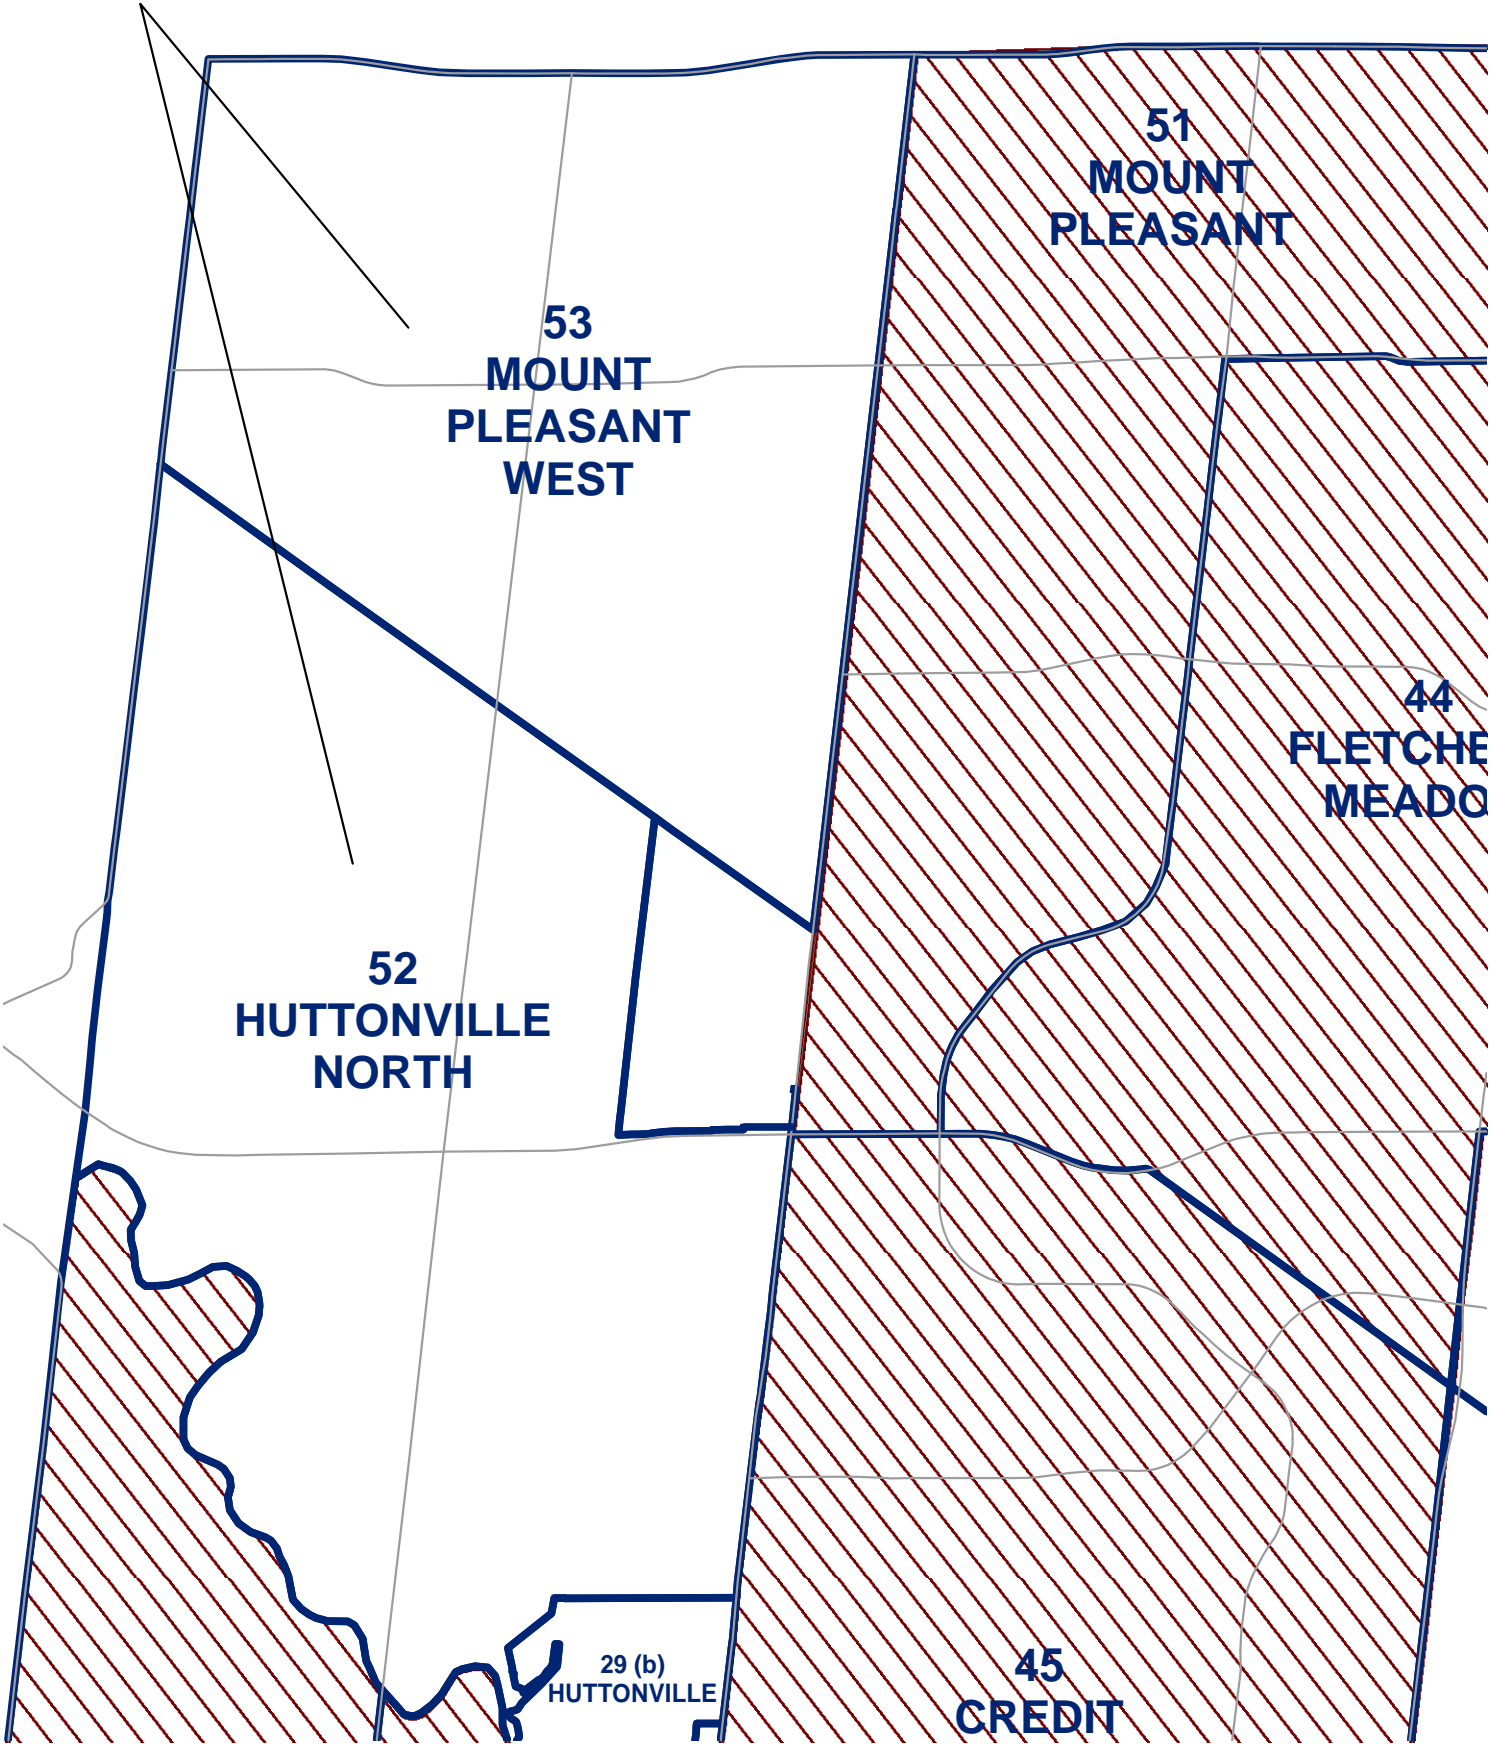 51
MOUNT
PLEASANT
53
MOUNT
PLEASANT
WEST
44
FLETCHE
MEADO
52
HUTTONVILLE
NORTH
29 (b)
HUTTONVILLE
45
CREDIT